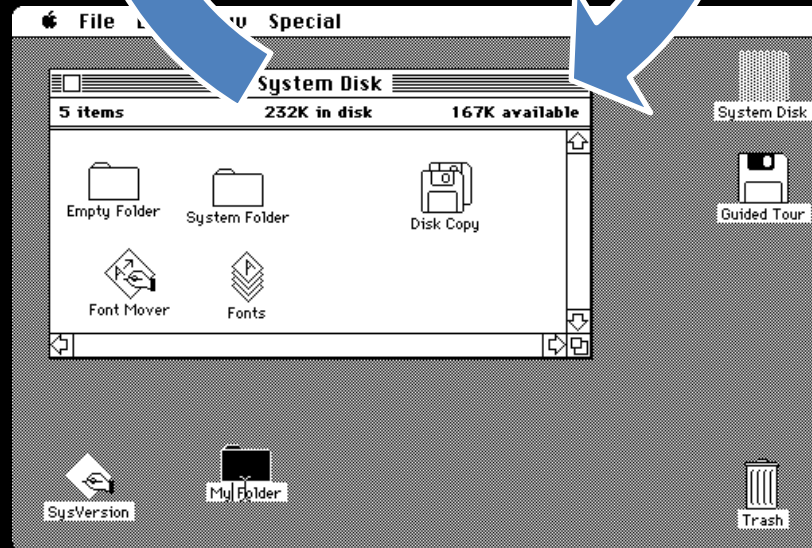 File Special
System Disk
5 items 232K in disk 167K available
System Disk
Empty Folder System Folder Disk Copy
Guided Tour
Font Mover Fonts
SysVersion My Folder Trash